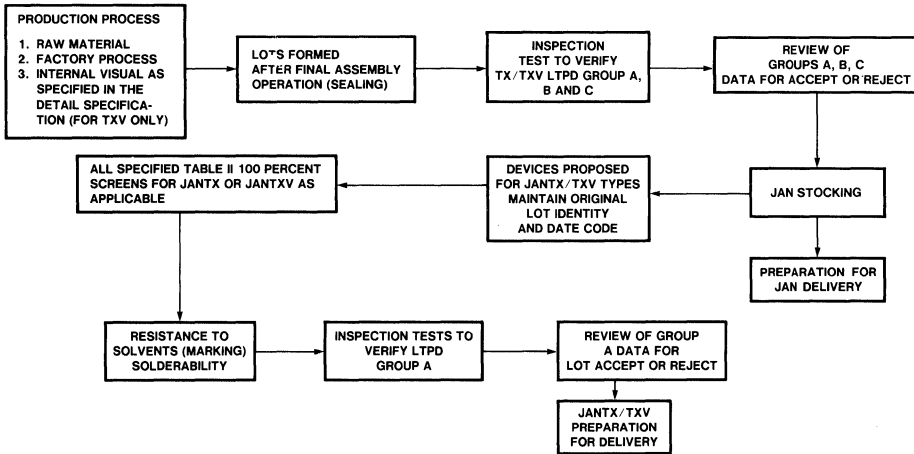 PRODUCTION PROCESS
1. RAW MATERIAL
2. FACTORY PROCESS
3. INTERNAL VISUAL AS
SPECIFIED IN THE
DETAIL SPECIFICA-
TION (FOR TXV ONLY)
LOTS FORMED
AFTER FINAL ASSEMBLY
OPERATION (SEALING)
INSPECTION
TEST TO VERIFY
TX/TXV LTPD GROUP A,
B AND C
REVIEW OF
GROUPS A, B, C
DATA FOR ACCEPT OR REJECT
ALL SPECIFIED TABLE II 100 PERCENT
SCREENS FOR JANTX OR JANTXV AS
APPLICABLE
DEVICES PROPOSED
FOR JANTX/TXV TYPES
MAINTAIN ORIGINAL
LOT IDENTITY
AND DATE CODE
JAN STOCKING
PREPARATION FOR
JAN DELIVERY
RESISTANCE TO
SOLVENTS (MARKING)
SOLDERABILITY
INSPECTION TESTS TO
VERIFY LTPD
GROUP A
REVIEW OF GROUP
A DATA FOR
LOT ACCEPT OR REJECT
JANTX/TXV
PREPARATION
FOR DELIVERY